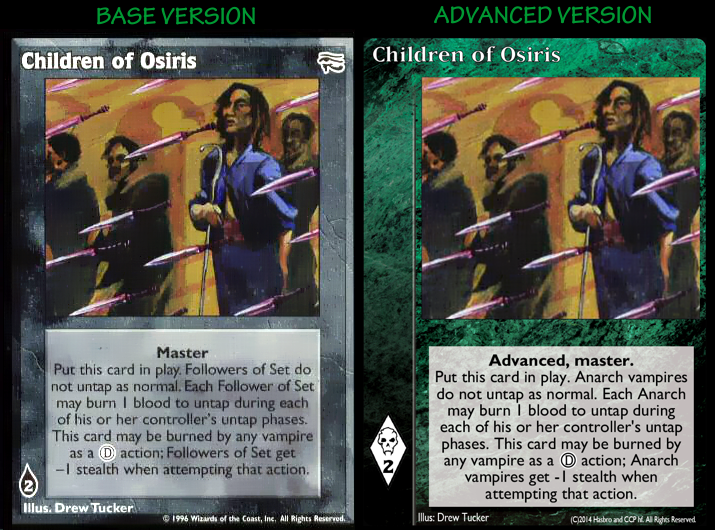 BASE VERSION
Children of Osiris
2
Master
Put this card in play. Followers of Set do
not untap as normal. Each Follower of Set
may burn 1 blood to untap during each
of his or her controller's untap phases.
This card may be burned by any vampire
as a Ⓓ action; Followers of Set get
–1 stealth when attempting that action.
Illus. Drew Tucker
© 1996 Wizards of the Coast, Inc. All Rights Reserved.
ADVANCED VERSION
Children of Osiris
2
Advanced, master.
Put this card in play. Anarch vampires
do not untap as normal. Each Anarch
may burn 1 blood to untap during
each of his or her controller's untap
phases. This card may be burned by
any vampire as a Ⓓ action; Anarch
vampires get -1 stealth when
attempting that action.
Illus: Drew Tucker
(C)2014 Hasbro and CCP hf. All Rights Reserved.